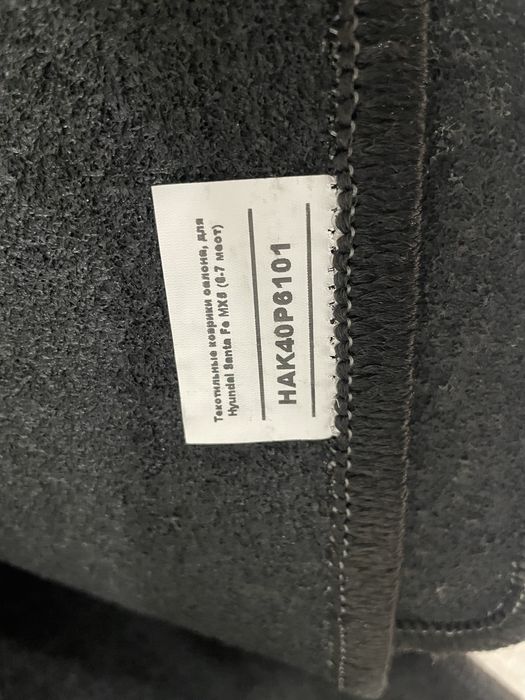 Текстильные коврики салона, для
Hyundai Santa Fe MX5 (6-7 мест)
HAK40P6101